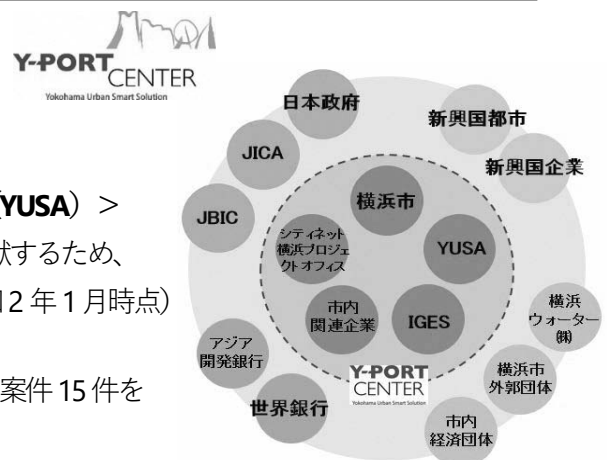 Y-PORT
CENTER
Yokohama Urban Smart Solution
YUSA) >
献するため、
12 年 1 月時点)
案件 15 件を
日本政府
新興国都市
JICA
新興国企業
JBIC
横浜市
シティネット
横浜プロジェ
クトオフィス
YUSA
市内
関連企業
IGES
横浜
ウォーター
㈱
アジア
開発銀行
Y-PORT
CENTER
Yokohama Urban Smart Solution
横浜市
外郭団体
世界銀行
市内
経済団体